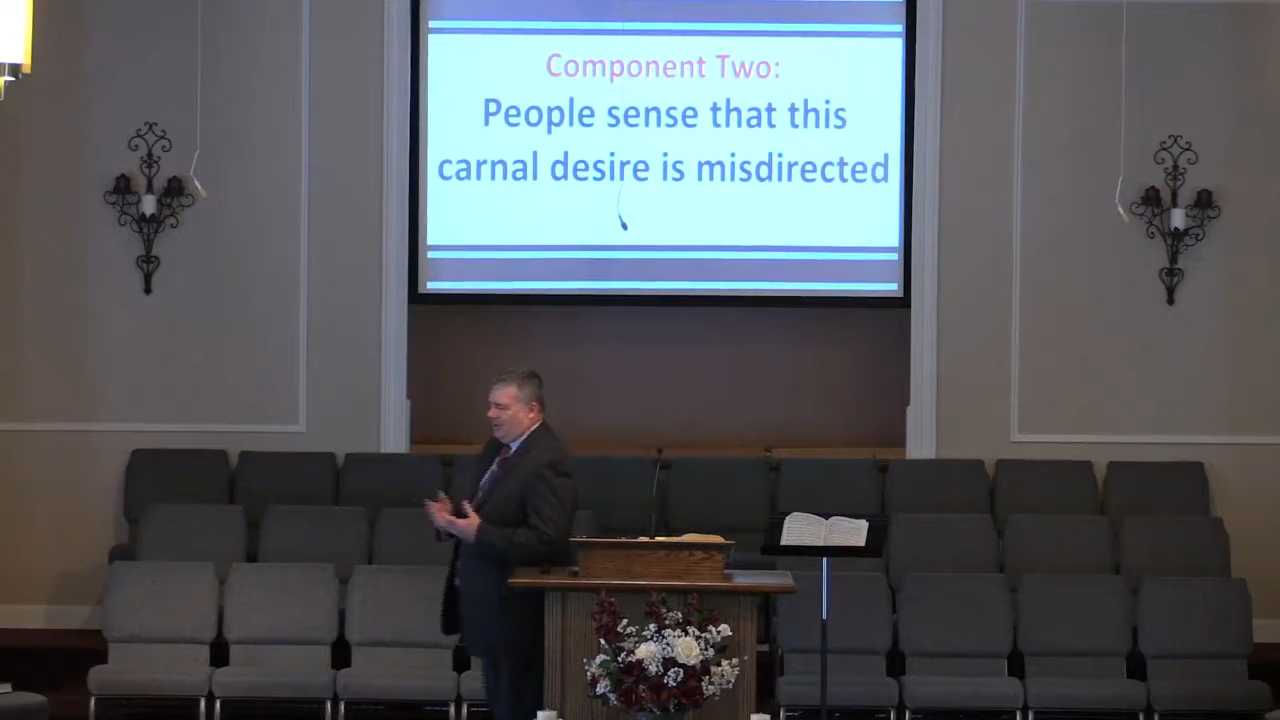 Component Two:
People sense that this
carnal desire is misdirected